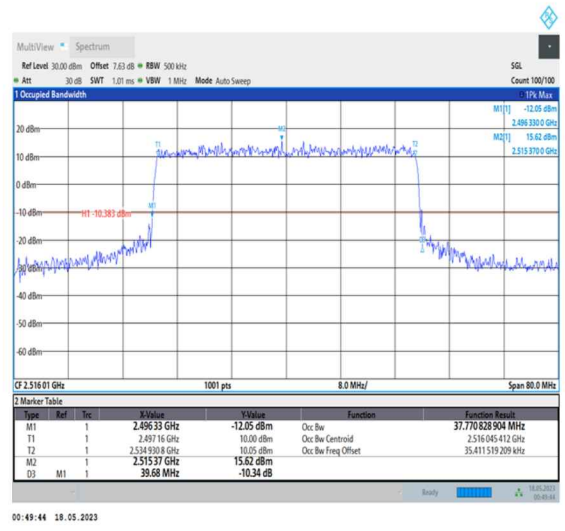 MultiView Spectrum
Ref Level 30.00 dBm Offset 7.63 dB RBW 500 kHz SGL
Att 30 dB SWT 1.01 ms VBW 1 MHz Mode Auto Sweep Count 100/100
1 Occupied Bandwidth 1Pk Max
M1[1] -12.05 dBm
2.496 330 0 GHz
M2[1] 15.62 dBm
2.515 370 0 GHz
20 dBm
M2
T1 T2
10 dBm
0 dBm
M1
-10 dBm H1 -10.383 dBm
-20 dBm
-30 dBm
-40 dBm
-50 dBm
-60 dBm
CF 2.516 01 GHz 1001 pts 8.0 MHz/ Span 80.0 MHz
2 Marker Table
Type Ref Trc X-Value Y-Value Function Function Result
M1 1 2.496 33 GHz -12.05 dBm Occ Bw 37.770 828 904 MHz
T1 1 2.497 16 GHz 10.00 dBm Occ Bw Centroid 2.516 045 412 GHz
T2 1 2.534 930 8 GHz 10.05 dBm Occ Bw Freq Offset 35.411 519 209 kHz
M2 1 2.515 37 GHz 15.62 dBm
D3 M1 1 39.68 MHz -10.34 dB
Ready 18.05.2023
00:49:44
00:49:44 18.05.2023